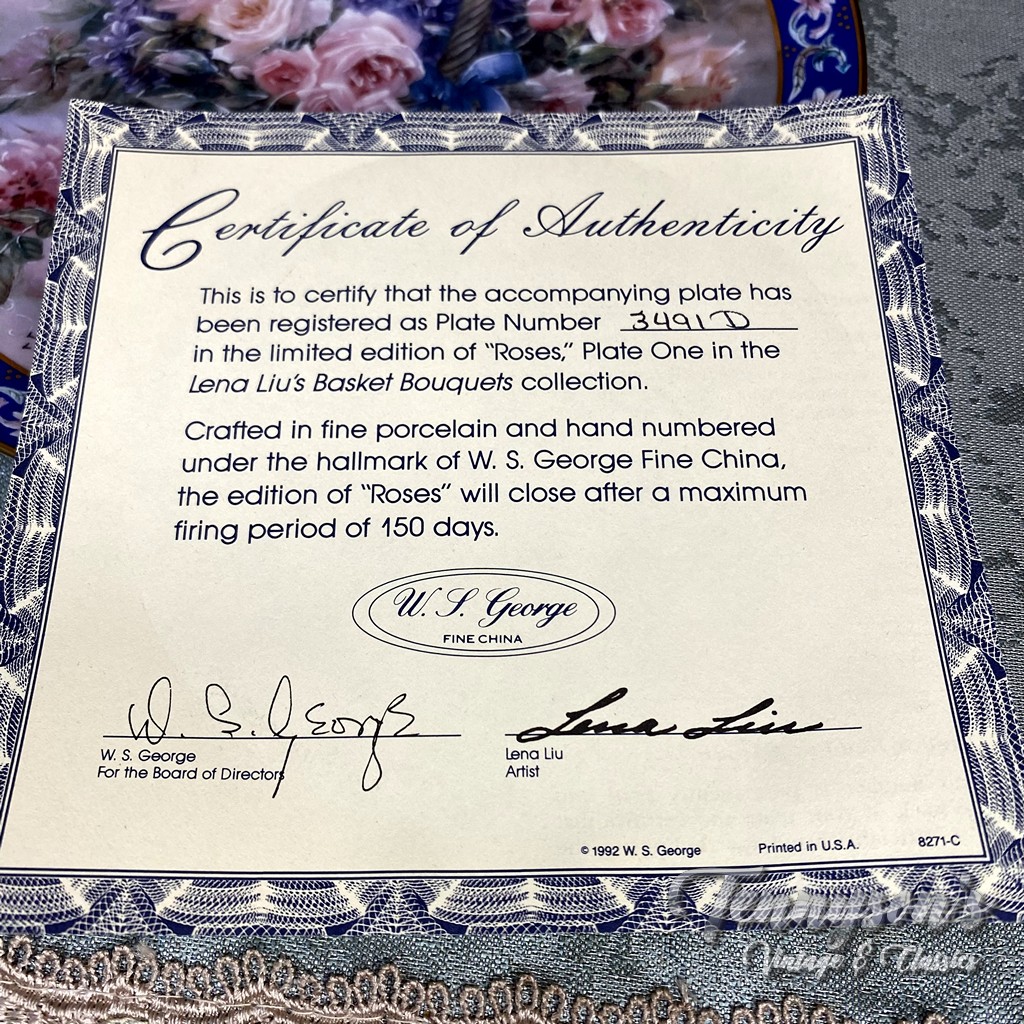 Certificate of Authenticity
This is to certify that the accompanying plate has
been registered as Plate Number 3491D
in the limited edition of “Roses,” Plate One in the
Lena Liu's Basket Bouquets collection.
Crafted in fine porcelain and hand numbered
under the hallmark of W. S. George Fine China,
the edition of “Roses” will close after a maximum
firing period of 150 days.
W. S. George
FINE CHINA
W. S. George
Lena Liu
W. S. George
For the Board of Directors
Lena Liu
Artist
© 1992 W. S. George
Printed in U.S.A.
8271-C
Tennyson's
Vintage & Classics